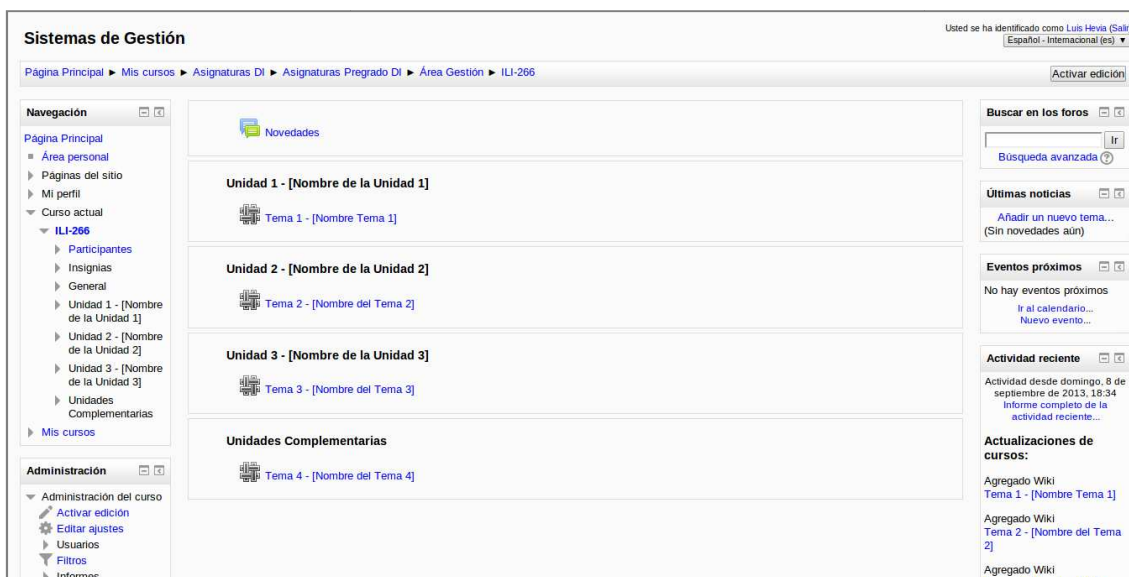 Sistemas de Gestión
Usted se ha identificado como Luis Hevia (Salir
Español - Internacional (es)
Página Principal ► Mis cursos ► Asignaturas DI ► Asignaturas Pregrado DI ► Área Gestión ► ILI-266
Activar edición
Navegación
Página Principal
Área personal
Páginas del sitio
Mi perfil
Curso actual
ILI-266
Participantes
Insignias
General
Unidad 1 - [Nombre
de la Unidad 1]
Unidad 2 - [Nombre
de la Unidad 2]
Unidad 3 - [Nombre
de la Unidad 3]
Unidades
Complementarias
Mis cursos
Administración
Administración del curso
Activar edición
Editar ajustes
Usuarios
Filtros
Informes
Novedades
Unidad 1 - [Nombre de la Unidad 1]
Tema 1 - [Nombre Tema 1]
Unidad 2 - [Nombre de la Unidad 2]
Tema 2 - [Nombre del Tema 2]
Unidad 3 - [Nombre de la Unidad 3]
Tema 3 - [Nombre del Tema 3]
Unidades Complementarias
Tema 4 - [Nombre del Tema 4]
Buscar en los foros
Ir
Búsqueda avanzada
Últimas noticias
Añadir un nuevo tema...
(Sin novedades aún)
Eventos próximos
No hay eventos próximos
Ir al calendario...
Nuevo evento...
Actividad reciente
Actividad desde domingo, 8 de
septiembre de 2013, 18:34
Informe completo de la
actividad reciente...
Actualizaciones de
cursos:
Agregado Wiki
Tema 1 - [Nombre Tema 1]
Agregado Wiki
Tema 2 - [Nombre del Tema
2]
Agregado Wiki